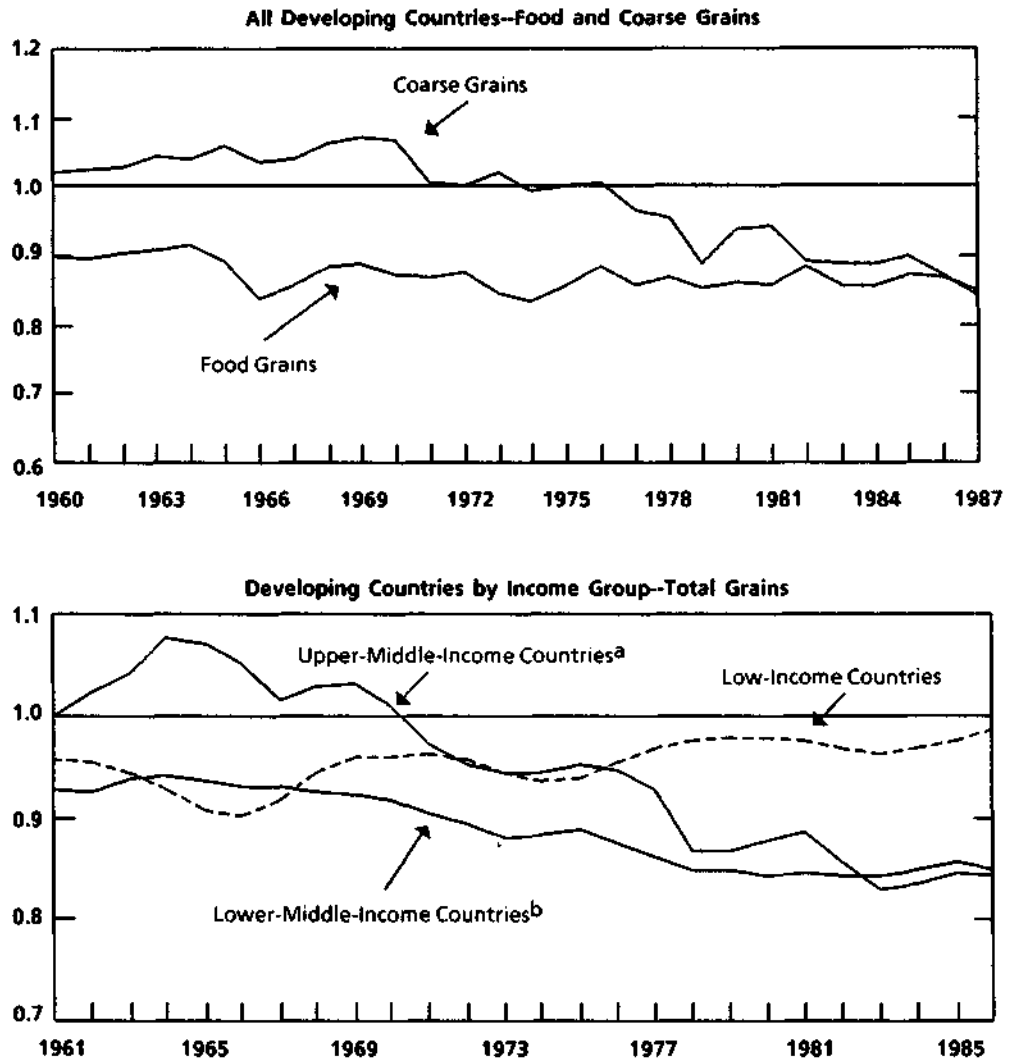 All Developing Countries--Food and Coarse Grains
1.2
Coarse Grains
1.1
1.0
0.9
0.8
Food Grains
0.7
0.6
1960 1963 1966 1969 1972 1975 1978 1981 1984 1987
Developing Countries by Income Group--Total Grains
1.1
Upper-Middle-Income Countriesa
Low-Income Countries
1.0
0.9
Lower-Middle-Income Countriesb
0.8
0.7
1961 1965 1969 1973 1977 1981 1985